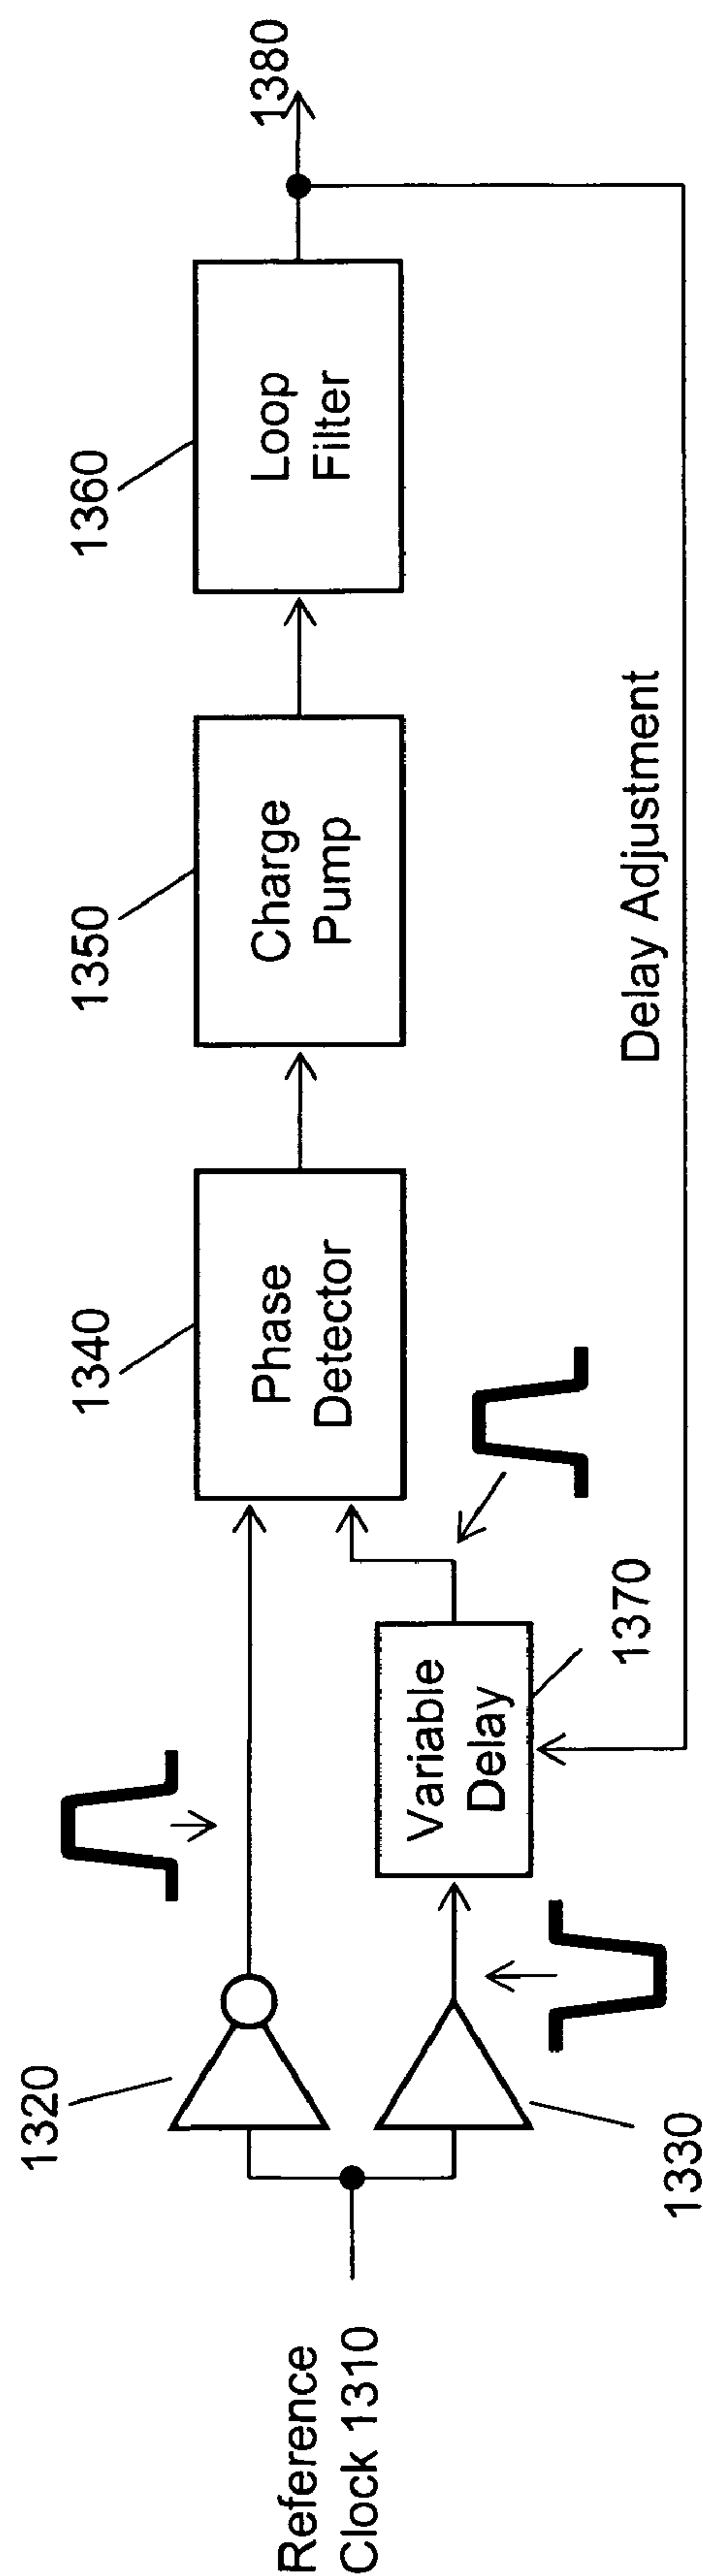 Reference
Clock 1310
1320
1330
Variable
Delay
1370
Phase
Detector
1340
Charge
Pump
1350
Loop
Filter
1360
1380
Delay Adjustment